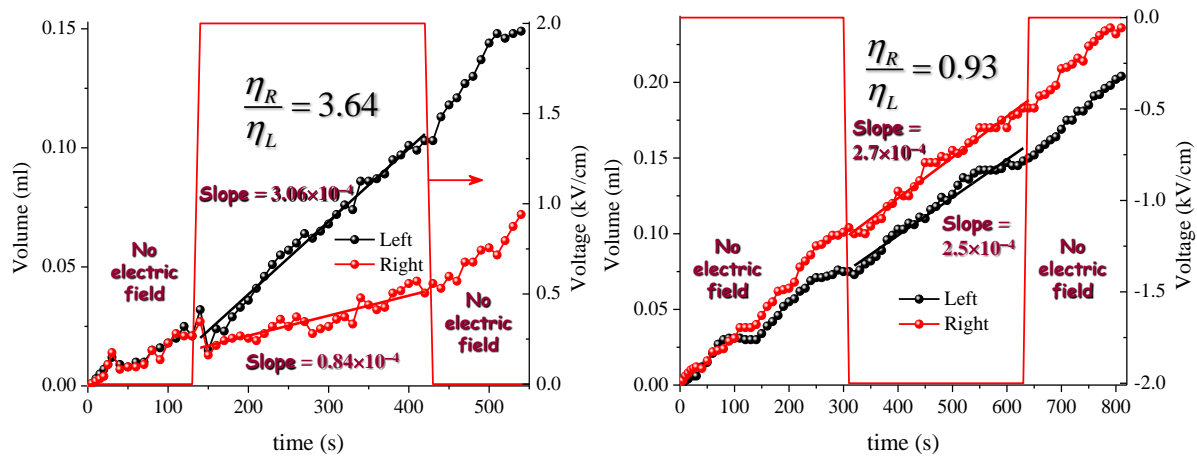 0.15
0.10
0.05
0.00
Volume (ml)
0
100
200
300
400
500
time (s)
2.0
1.5
1.0
0.5
0.0
Voltage (kV/cm)
η_R/η_L = 3.64
Slope = 3.06×10⁻⁴
Left
Right
No
electric
field
No
electric
field
Slope = 0.84×10⁻⁴
0.20
0.15
0.10
0.05
0.00
Volume (ml)
0
100
200
300
400
500
600
700
800
time (s)
0.0
-0.5
-1.0
-1.5
-2.0
Voltage (kV/cm)
η_R/η_L = 0.93
Slope =
2.7×10⁻⁴
Slope =
2.5×10⁻⁴
No
electric
field
No
electric
field
Left
Right